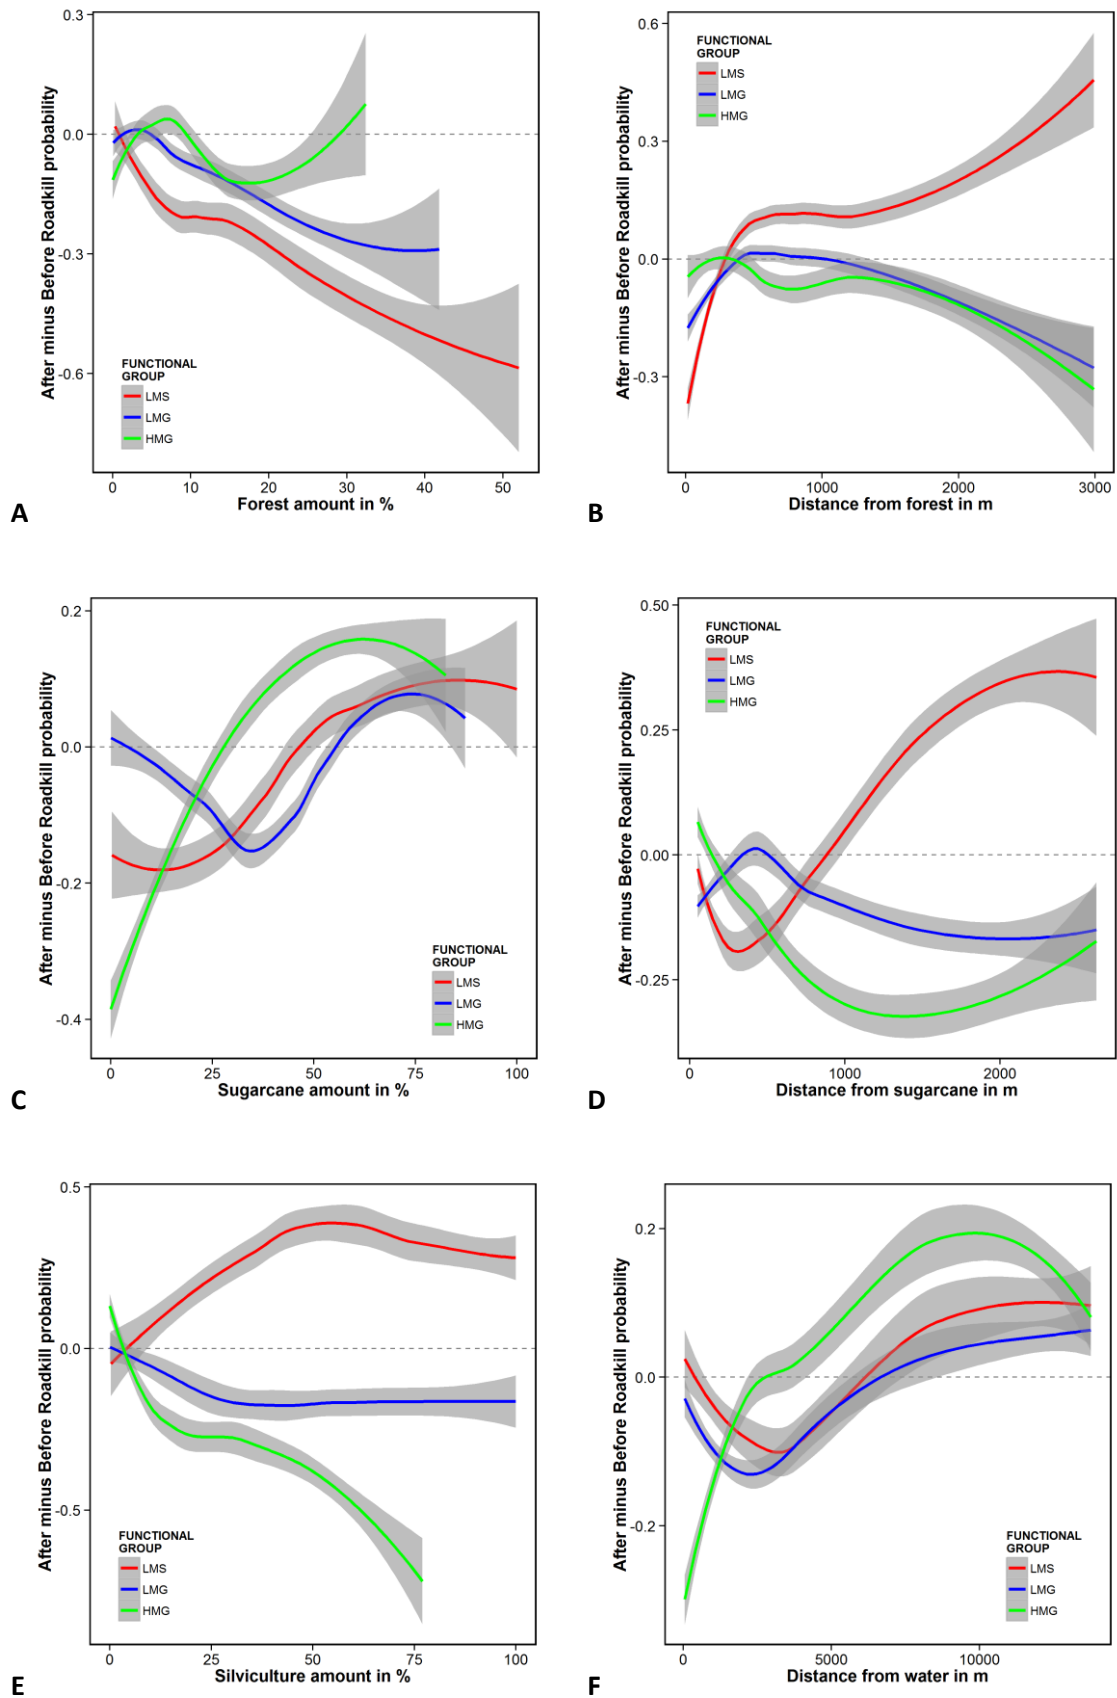 After minus Before Roadkill probability
0.3
0.0
-0.3
-0.6
FUNCTIONAL
GROUP
LMS
LMG
HMG
0 10 20 30 40 50
Forest amount in %
A
After minus Before Roadkill probability
0.6
0.3
0.0
-0.3
FUNCTIONAL
GROUP
LMS
LMG
HMG
0 1000 2000 3000
Distance from forest in m
B
After minus Before Roadkill probability
0.2
0.0
-0.2
-0.4
FUNCTIONAL
GROUP
LMS
LMG
HMG
0 25 50 75 100
Sugarcane amount in %
C
After minus Before Roadkill probability
0.50
0.25
0.00
-0.25
FUNCTIONAL
GROUP
LMS
LMG
HMG
0 1000 2000
Distance from sugarcane in m
D
After minus Before Roadkill probability
0.5
0.0
-0.5
FUNCTIONAL
GROUP
LMS
LMG
HMG
0 25 50 75 100
Silviculture amount in %
E
After minus Before Roadkill probability
0.2
0.0
-0.2
FUNCTIONAL
GROUP
LMS
LMG
HMG
0 5000 10000
Distance from water in m
F